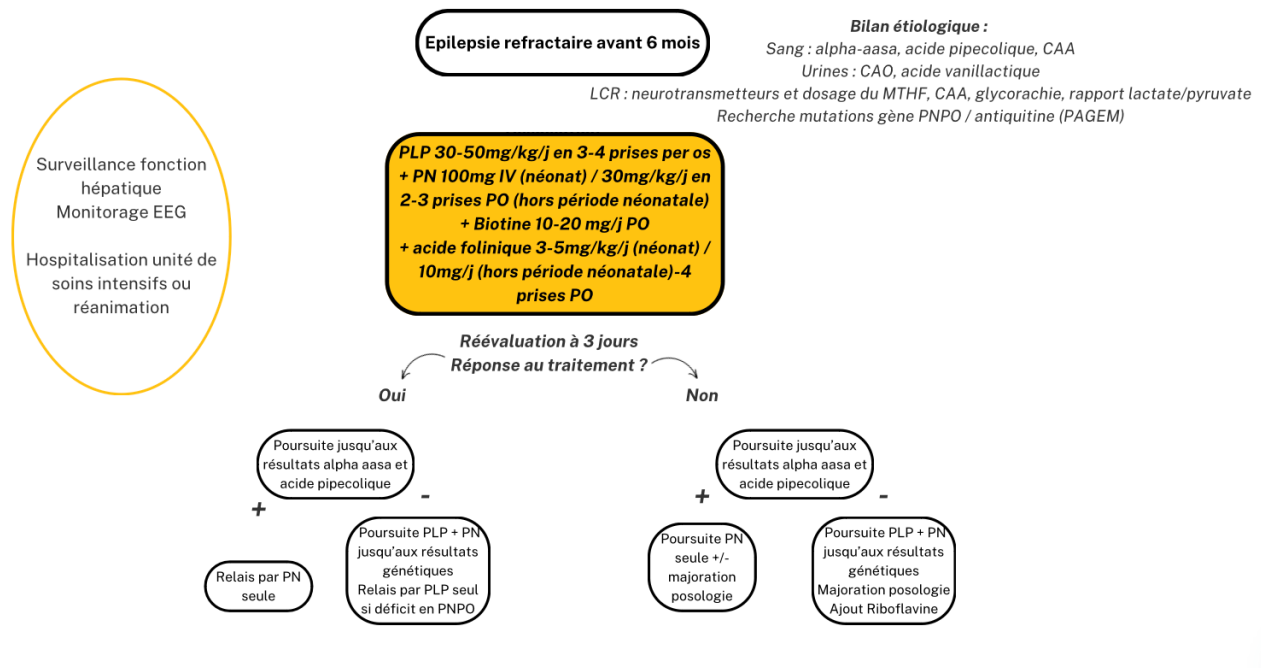 Epilepsie refractaire avant 6 mois
Bilan étiologique :
Sang : alpha-aasa, acide pipecolique, CAA
Urines : CAO, acide vanillactique
LCR : neurotransmetteurs et dosage du MTHF, CAA, glycorachie, rapport lactate/pyruvate
Recherche mutations gène PNPO / antiquitine (PAGEM)
Surveillance fonction
hépatique
Monitorage EEG
Hospitalisation unité de
soins intensifs ou
réanimation
PLP 30-50mg/kg/j en 3-4 prises per os
+ PN 100mg IV (néonat) / 30mg/kg/j en
2-3 prises PO (hors période néonatale)
+ Biotine 10-20 mg/j PO
+ acide folinique 3-5mg/kg/j (néonat) /
10mg/j (hors période néonatale)-4
prises PO
Réévaluation à 3 jours
Réponse au traitement ?
Oui
Non
Poursuite jusqu'aux
résultats alpha aasa et
acide pipecolique
+
-
Relais par PN
seule
Poursuite PLP + PN
jusqu'aux résultats
génétiques
Relais par PLP seul
si déficit en PNPO
Poursuite jusqu'aux
résultats alpha aasa et
acide pipecolique
+
-
Poursuite PN
seule +/-
majoration
posologie
Poursuite PLP + PN
jusqu'aux résultats
génétiques
Majoration posologie
Ajout Riboflavine